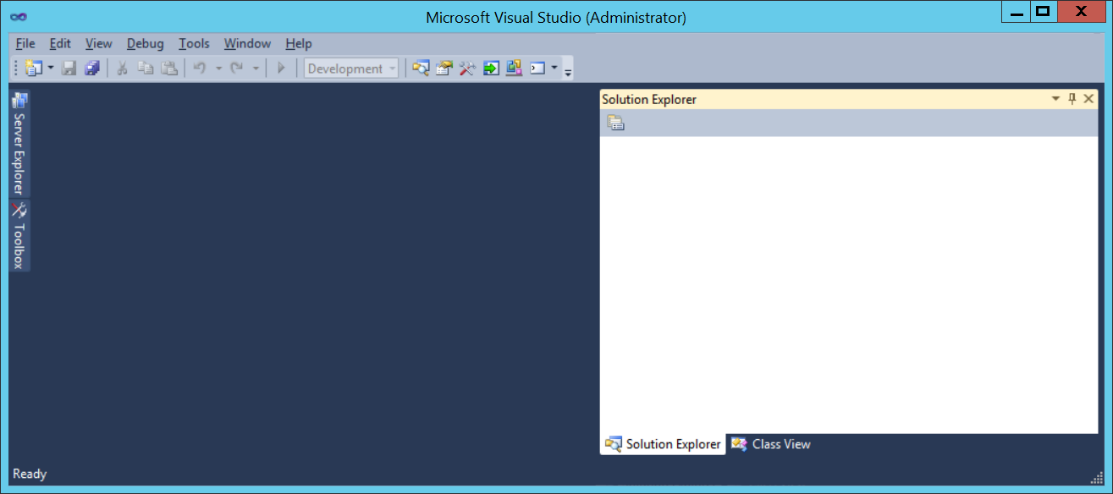 Microsoft Visual Studio (Administrator)
File Edit View Debug Tools Window Help
Development
Server Explorer
Toolbox
Solution Explorer
Solution Explorer Class View
Ready